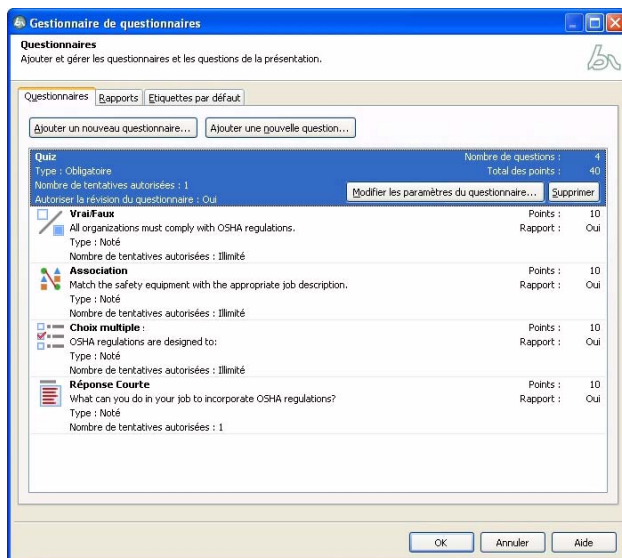 Gestionnaire de questionnaires
Questionnaires
Ajouter et gérer les questionnaires et les questions de la présentation.
Questionnaires Rapports Etiquettes par défaut
Ajouter un nouveau questionnaire... Ajouter une nouvelle question...
Quiz Nombre de questions : 4
Type : Obligatoire Total des points : 40
Nombre de tentatives autorisées : 1
Autoriser la révision du questionnaire : Oui
Modifier les paramètres du questionnaire... Supprimer
Vrai/Faux Points : 10
All organizations must comply with OSHA regulations. Rapport : Oui
Type : Noté
Nombre de tentatives autorisées : Illimité
Association Points : 10
Match the safety equipment with the appropriate job description. Rapport : Oui
Type : Noté
Nombre de tentatives autorisées : Illimité
Choix multiple : Points : 10
OSHA regulations are designed to: Rapport : Oui
Type : Noté
Nombre de tentatives autorisées : Illimité
Réponse Courte Points : 10
What can you do in your job to incorporate OSHA regulations? Rapport : Oui
Type : Noté
Nombre de tentatives autorisées : 1
OK Annuler Aide